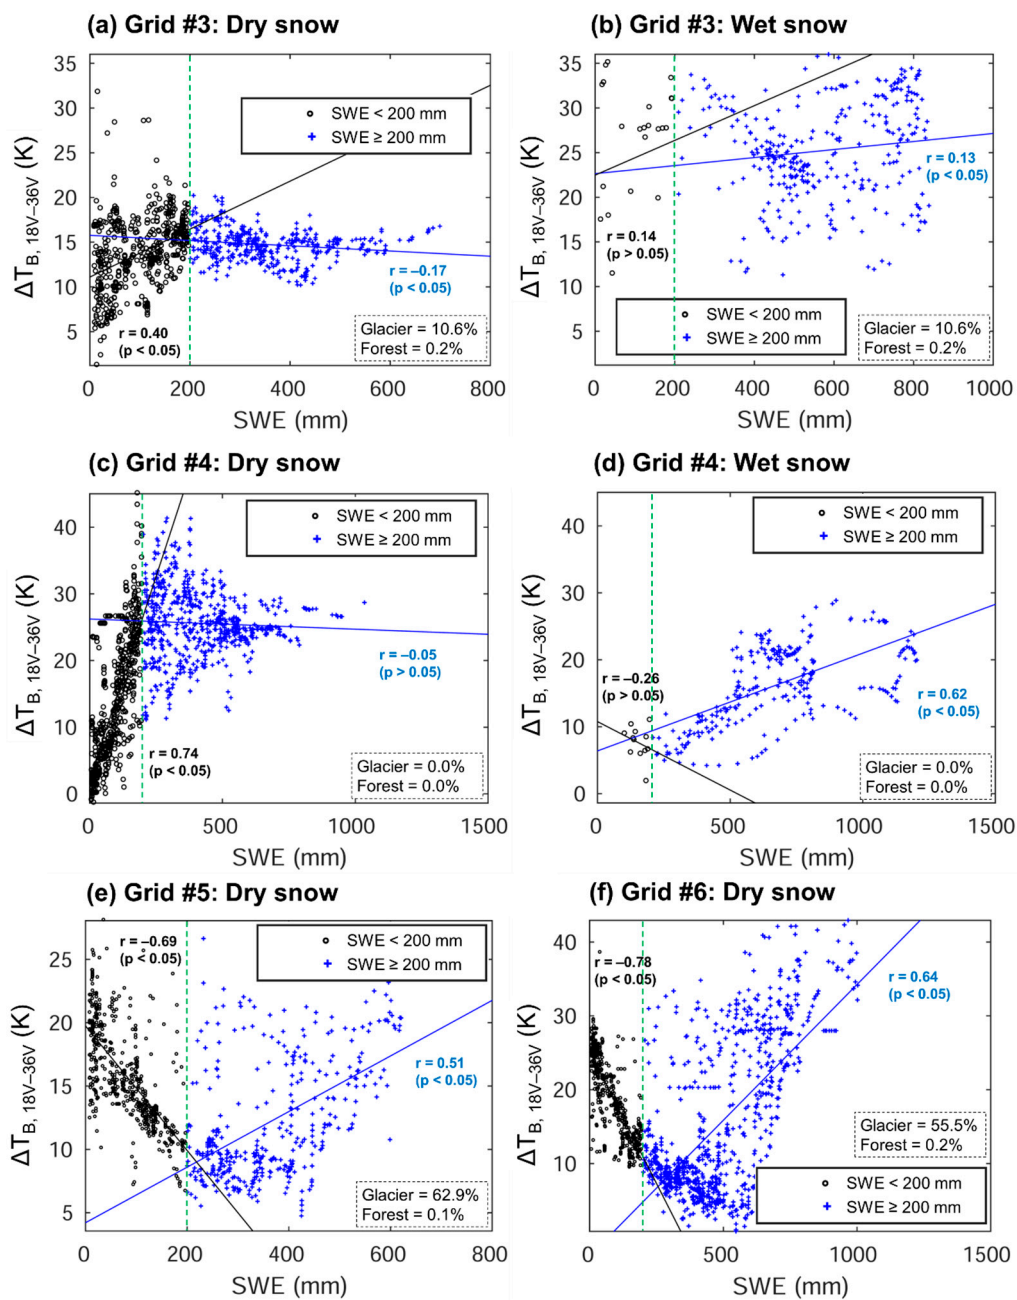 (a) Grid #3: Dry snow
35
30
25
20
15
10
5
ΔT_B, 18V–36V (K)
SWE < 200 mm
SWE ≥ 200 mm
r = –0.17
(p < 0.05)
r = 0.40
(p < 0.05)
Glacier = 10.6%
Forest = 0.2%
0 200 400 600 800
SWE (mm)
(b) Grid #3: Wet snow
35
30
25
20
15
10
5
ΔT_B, 18V–36V (K)
r = 0.13
(p < 0.05)
r = 0.14
(p > 0.05)
SWE < 200 mm
SWE ≥ 200 mm
Glacier = 10.6%
Forest = 0.2%
0 200 400 600 800 1000
SWE (mm)
(c) Grid #4: Dry snow
40
30
20
10
0
ΔT_B, 18V–36V (K)
SWE < 200 mm
SWE ≥ 200 mm
r = –0.05
(p > 0.05)
r = 0.74
(p < 0.05)
Glacier = 0.0%
Forest = 0.0%
0 500 1000 1500
SWE (mm)
(d) Grid #4: Wet snow
40
30
20
10
0
ΔT_B, 18V–36V (K)
SWE < 200 mm
SWE ≥ 200 mm
r = –0.26
(p > 0.05)
r = 0.62
(p < 0.05)
Glacier = 0.0%
Forest = 0.0%
0 500 1000 1500
SWE (mm)
(e) Grid #5: Dry snow
25
20
15
10
5
ΔT_B, 18V–36V (K)
r = –0.69
(p < 0.05)
SWE < 200 mm
SWE ≥ 200 mm
r = 0.51
(p < 0.05)
Glacier = 62.9%
Forest = 0.1%
0 200 400 600 800
SWE (mm)
(f) Grid #6: Dry snow
40
30
20
10
ΔT_B, 18V–36V (K)
r = –0.78
(p < 0.05)
r = 0.64
(p < 0.05)
Glacier = 55.5%
Forest = 0.2%
SWE < 200 mm
SWE ≥ 200 mm
0 500 1000 1500
SWE (mm)